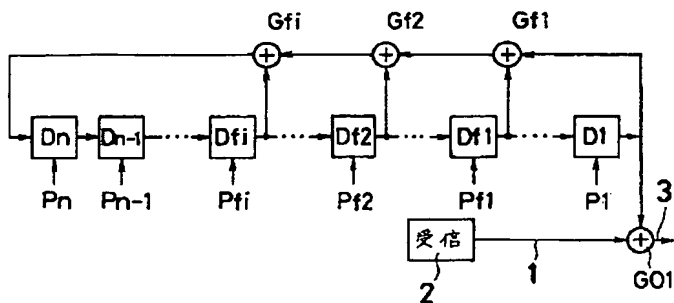 Gfi Gf2 Gf1
Dn Dn-1 Dfi Df2 Df1 D1
Pn Pn-1 Pfi Pf2 Pf1 P1
受信 3
2 1 G01